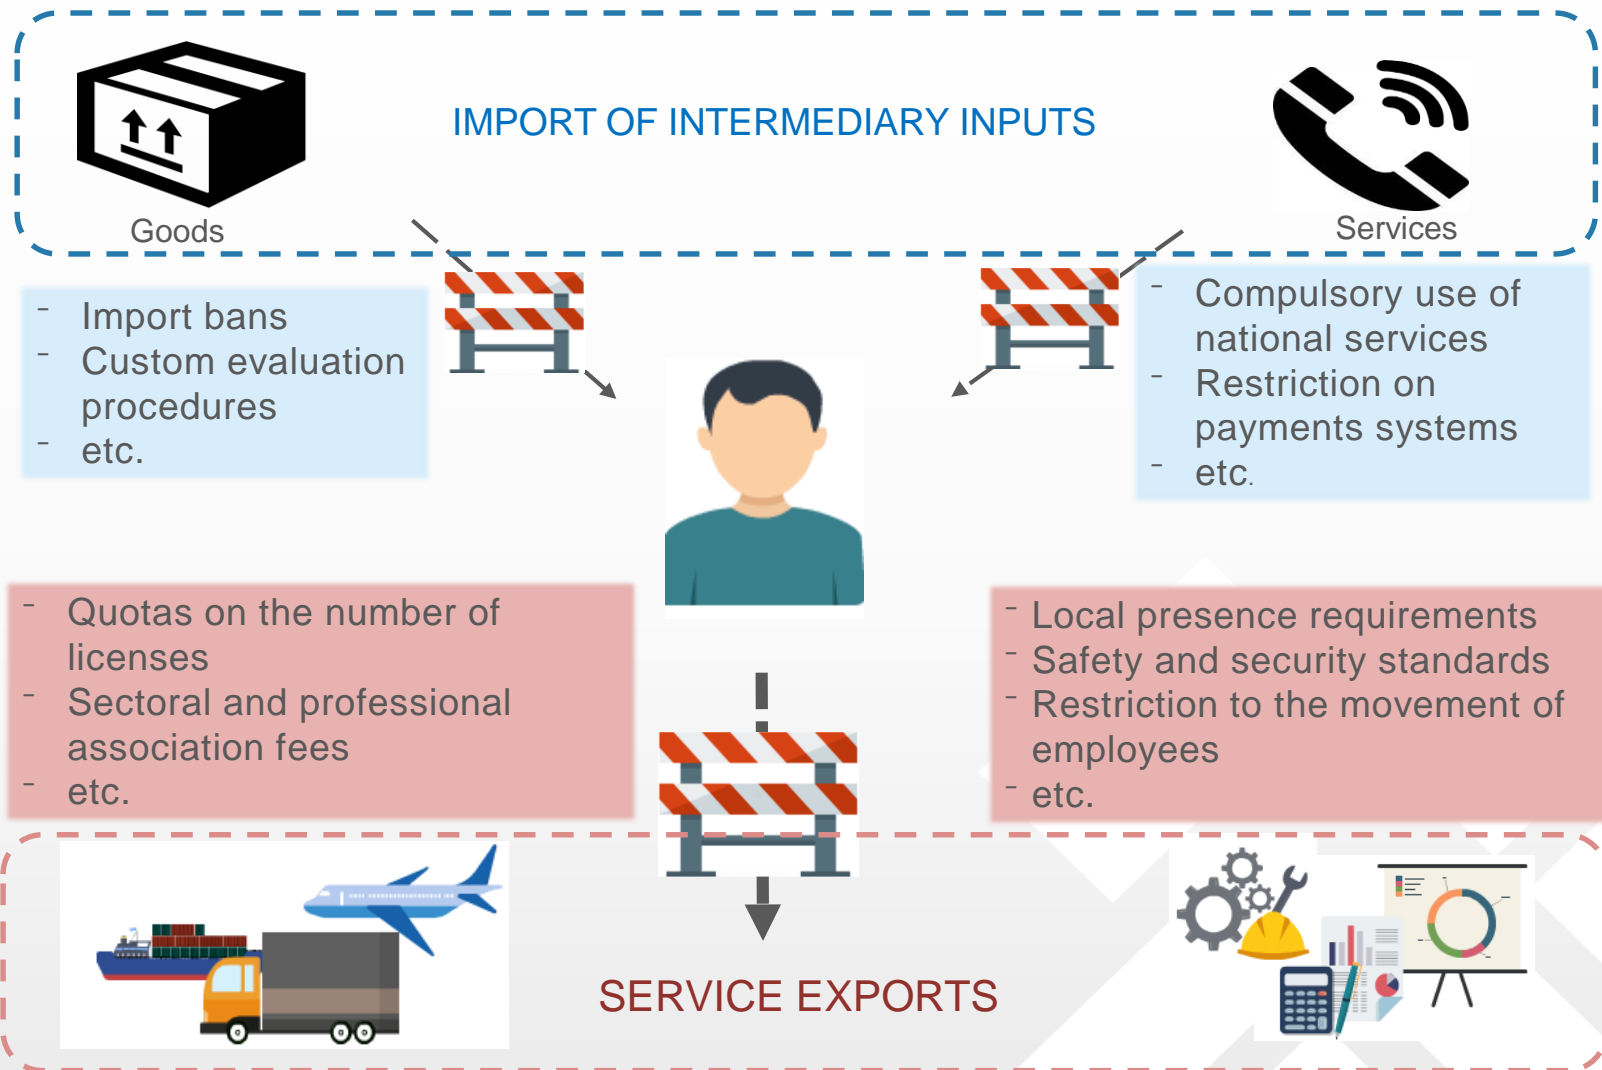 IMPORT OF INTERMEDIARY INPUTS
Goods
Services
- Import bans
- Custom evaluation
procedures
- etc.
- Compulsory use of
national services
- Restriction on
payments systems
- etc.
- Quotas on the number of
licenses
- Sectoral and professional
association fees
- etc.
- Local presence requirements
- Safety and security standards
- Restriction to the movement of
employees
- etc.
SERVICE EXPORTS